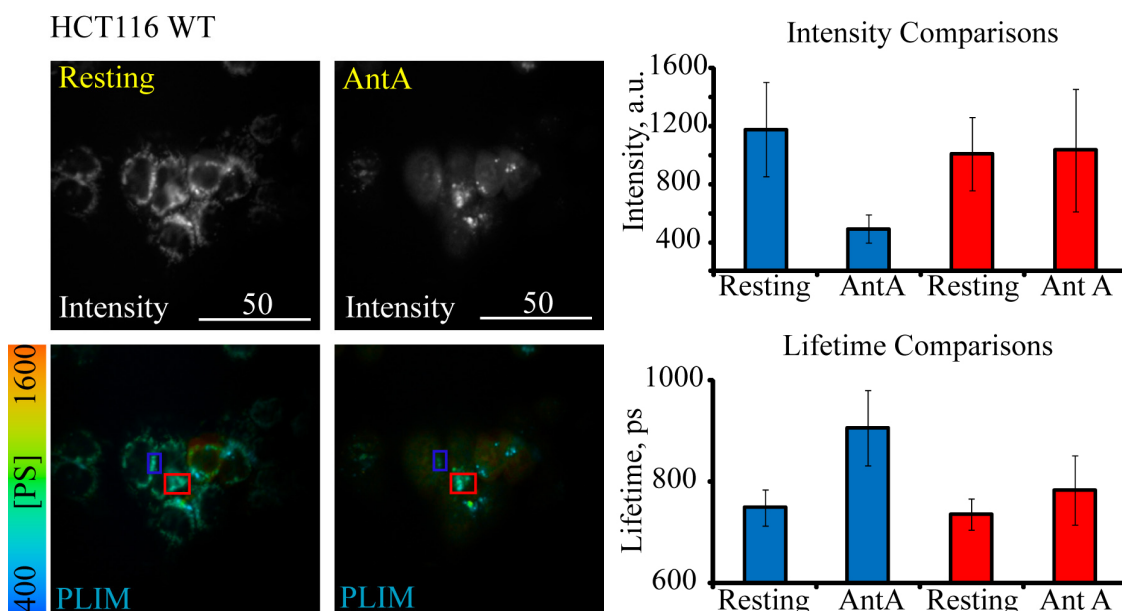 HCT116 WT
Resting
Intensity
50
AntA
50
1600
[PS]
400
PLIM
PLIM
Intensity Comparisons
Intensity, a.u.
1600
1200
800
400
Resting
AntA
Resting
Ant A
Lifetime Comparisons
Lifetime, ps
1000
800
600
Resting
AntA
Resting
Ant A